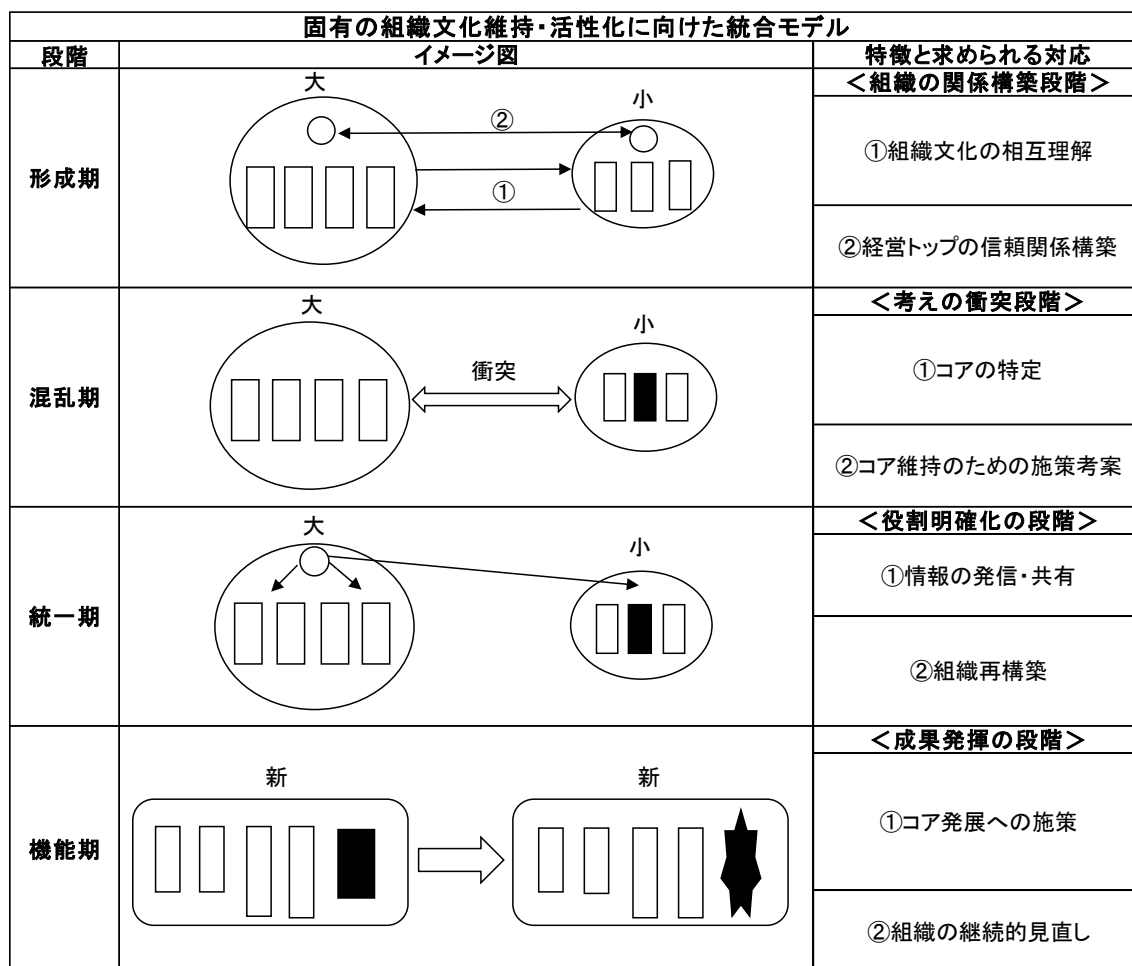 固有の組織文化維持・活性化に向けた統合モデル
段階
イメージ図
特徴と求められる対応
形成期
大
小
②
①
＜組織の関係構築段階＞
①組織文化の相互理解
②経営トップの信頼関係構築
混乱期
大
小
衝突
＜考えの衝突段階＞
①コアの特定
②コア維持のための施策考案
統一期
大
小
＜役割明確化の段階＞
①情報の発信・共有
②組織再構築
機能期
新
新
＜成果発揮の段階＞
①コア発展への施策
②組織の継続的見直し